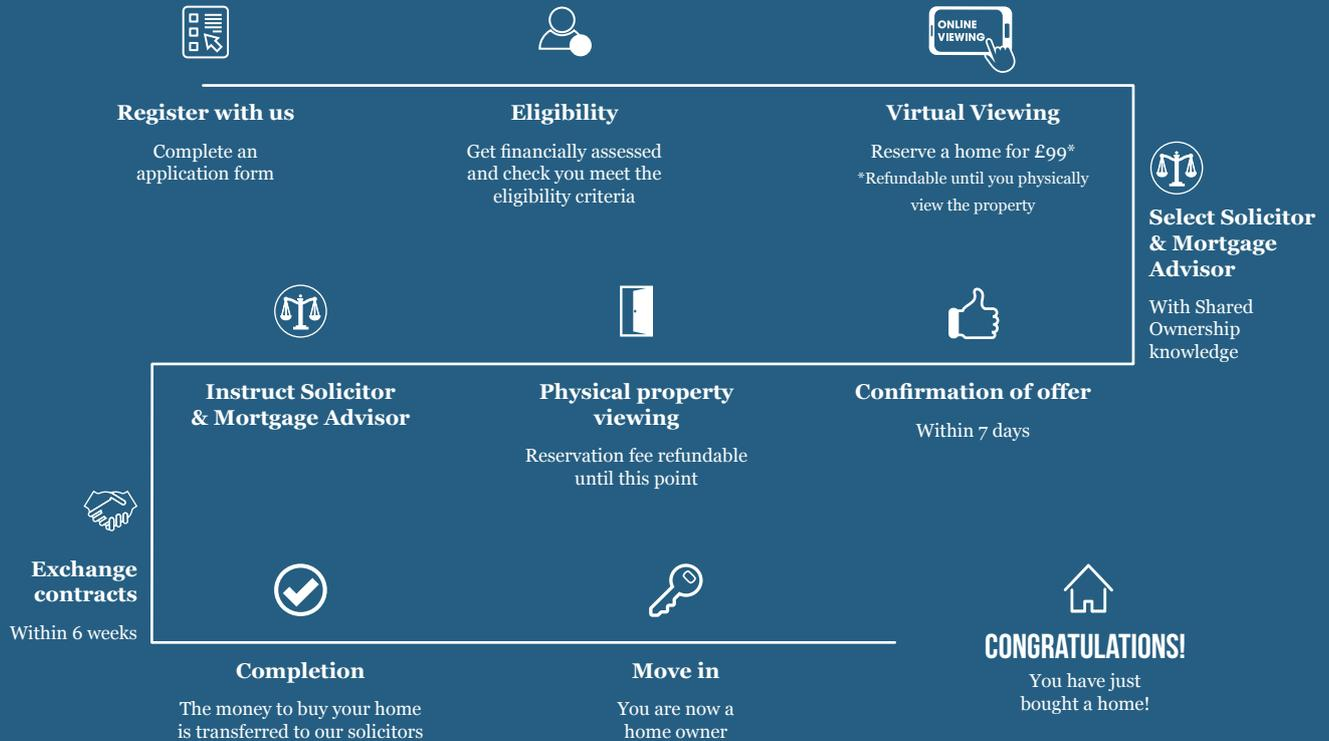 ONLINE
VIEWING
Register with us
Complete an
application form
Eligibility
Get financially assessed
and check you meet the
eligibility criteria
Virtual Viewing
Reserve a home for £99*
*Refundable until you physically
view the property
Select Solicitor
& Mortgage
Advisor
With Shared
Ownership
knowledge
Confirmation of offer
Within 7 days
Physical property
viewing
Reservation fee refundable
until this point
Instruct Solicitor
& Mortgage Advisor
Exchange
contracts
Within 6 weeks
Completion
The money to buy your home
is transferred to our solicitors
Move in
You are now a
home owner
CONGRATULATIONS!
You have just
bought a home!